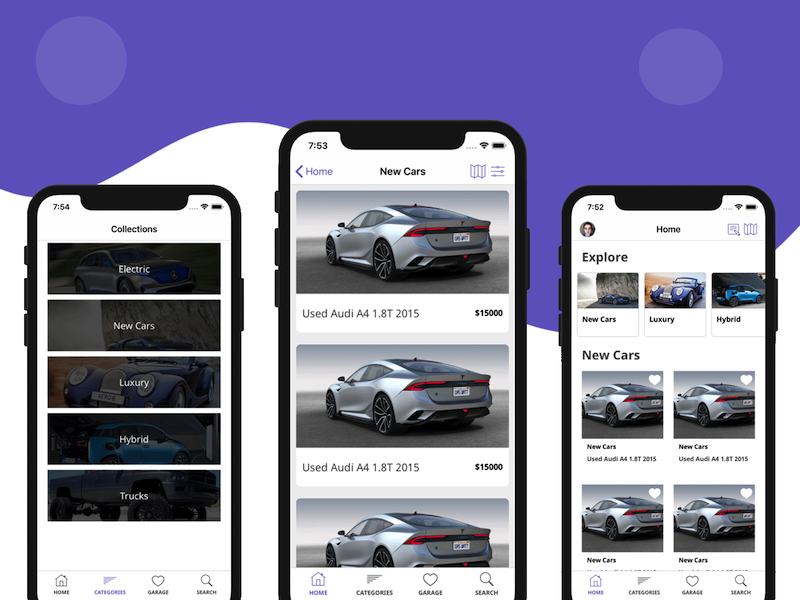 7:54
Collections
Electric
New Cars
Luxury
Hybrid
Trucks
HOME
CATEGORIES
GARAGE
SEARCH
7:53
Home
New Cars
Used Audi A4 1.8T 2015
$15000
Used Audi A4 1.8T 2015
$15000
HOME
CATEGORIES
GARAGE
SEARCH
7:52
Home
Explore
New Cars
Luxury
Hybrid
New Cars
New Cars
Used Audi A4 1.8T 2015
New Cars
Used Audi A4 1.8T 2015
New Cars
New Cars
HOME
CATEGORIES
GARAGE
SEARCH